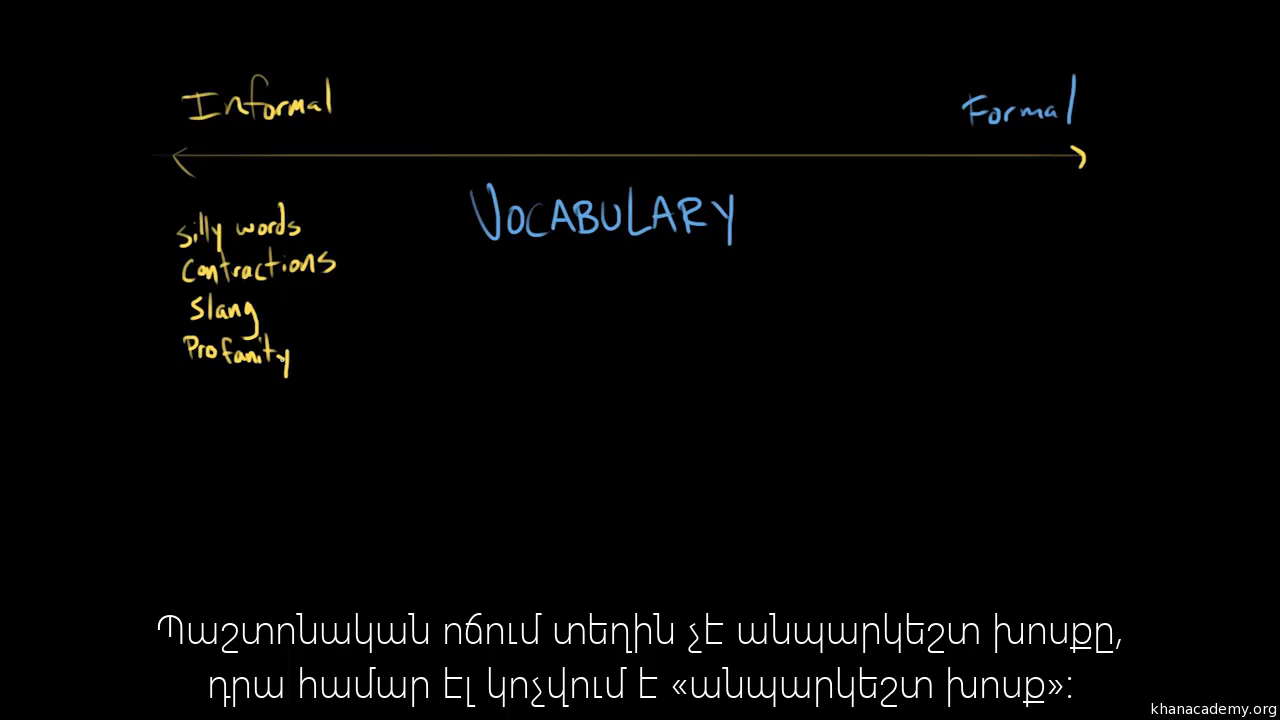 Informal
Formal
VOCABULARY
silly words
Contractions
Slang
Profanity
Պաշտոնական ոճում տեղին չէ անպարկեշտ խոսքը,
դրա համար էլ կոչվում է «անպարկեշտ խոսք»:
khanacademy.org